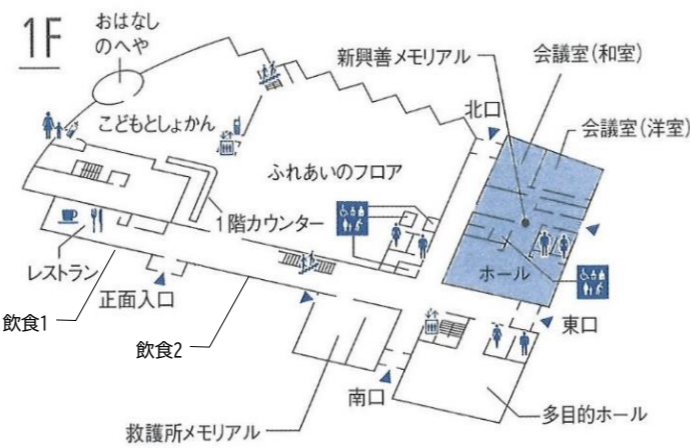 1F
おはなし
のへや
こどもとしょかん
新興善メモリアル
会議室(和室)
北口
会議室(洋室)
ふれあいのフロア
1階カウンター
レストラン
正面入口
ホール
飲食1
飲食2
東口
南口
救護所メモリアル
多目的ホール